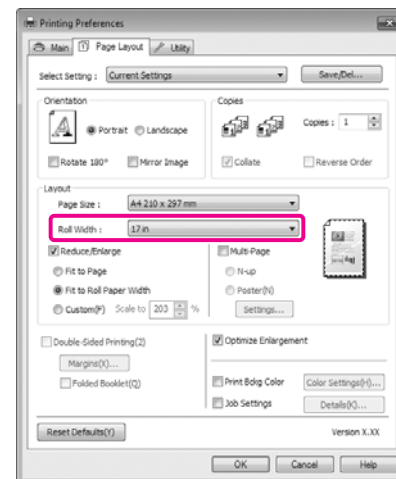 Printing Preferences
Main Page Layout Utility
Select Setting : Current Settings Save/Del...
Orientation Copies
Portrait Landscape Copies : 1
Rotate 180° Mirror Image Collate Reverse Order
Layout
Page Size : A4 210 x 297 mm
Roll Width : 17 in
Reduce/Enlarge Multi-Page
Fit to Page N-up
Fit to Roll Paper Width Poster(N)
Custom(F) Scale to 203 % Settings...
Double-Sided Printing(2) Optimize Enlargement
Margins(X)...
Folded Booklet(Q) Print Bckg Color Color Settings(H)...
Job Settings Details(K)...
Reset Defaults(Y) Version X.XX
OK Cancel Help